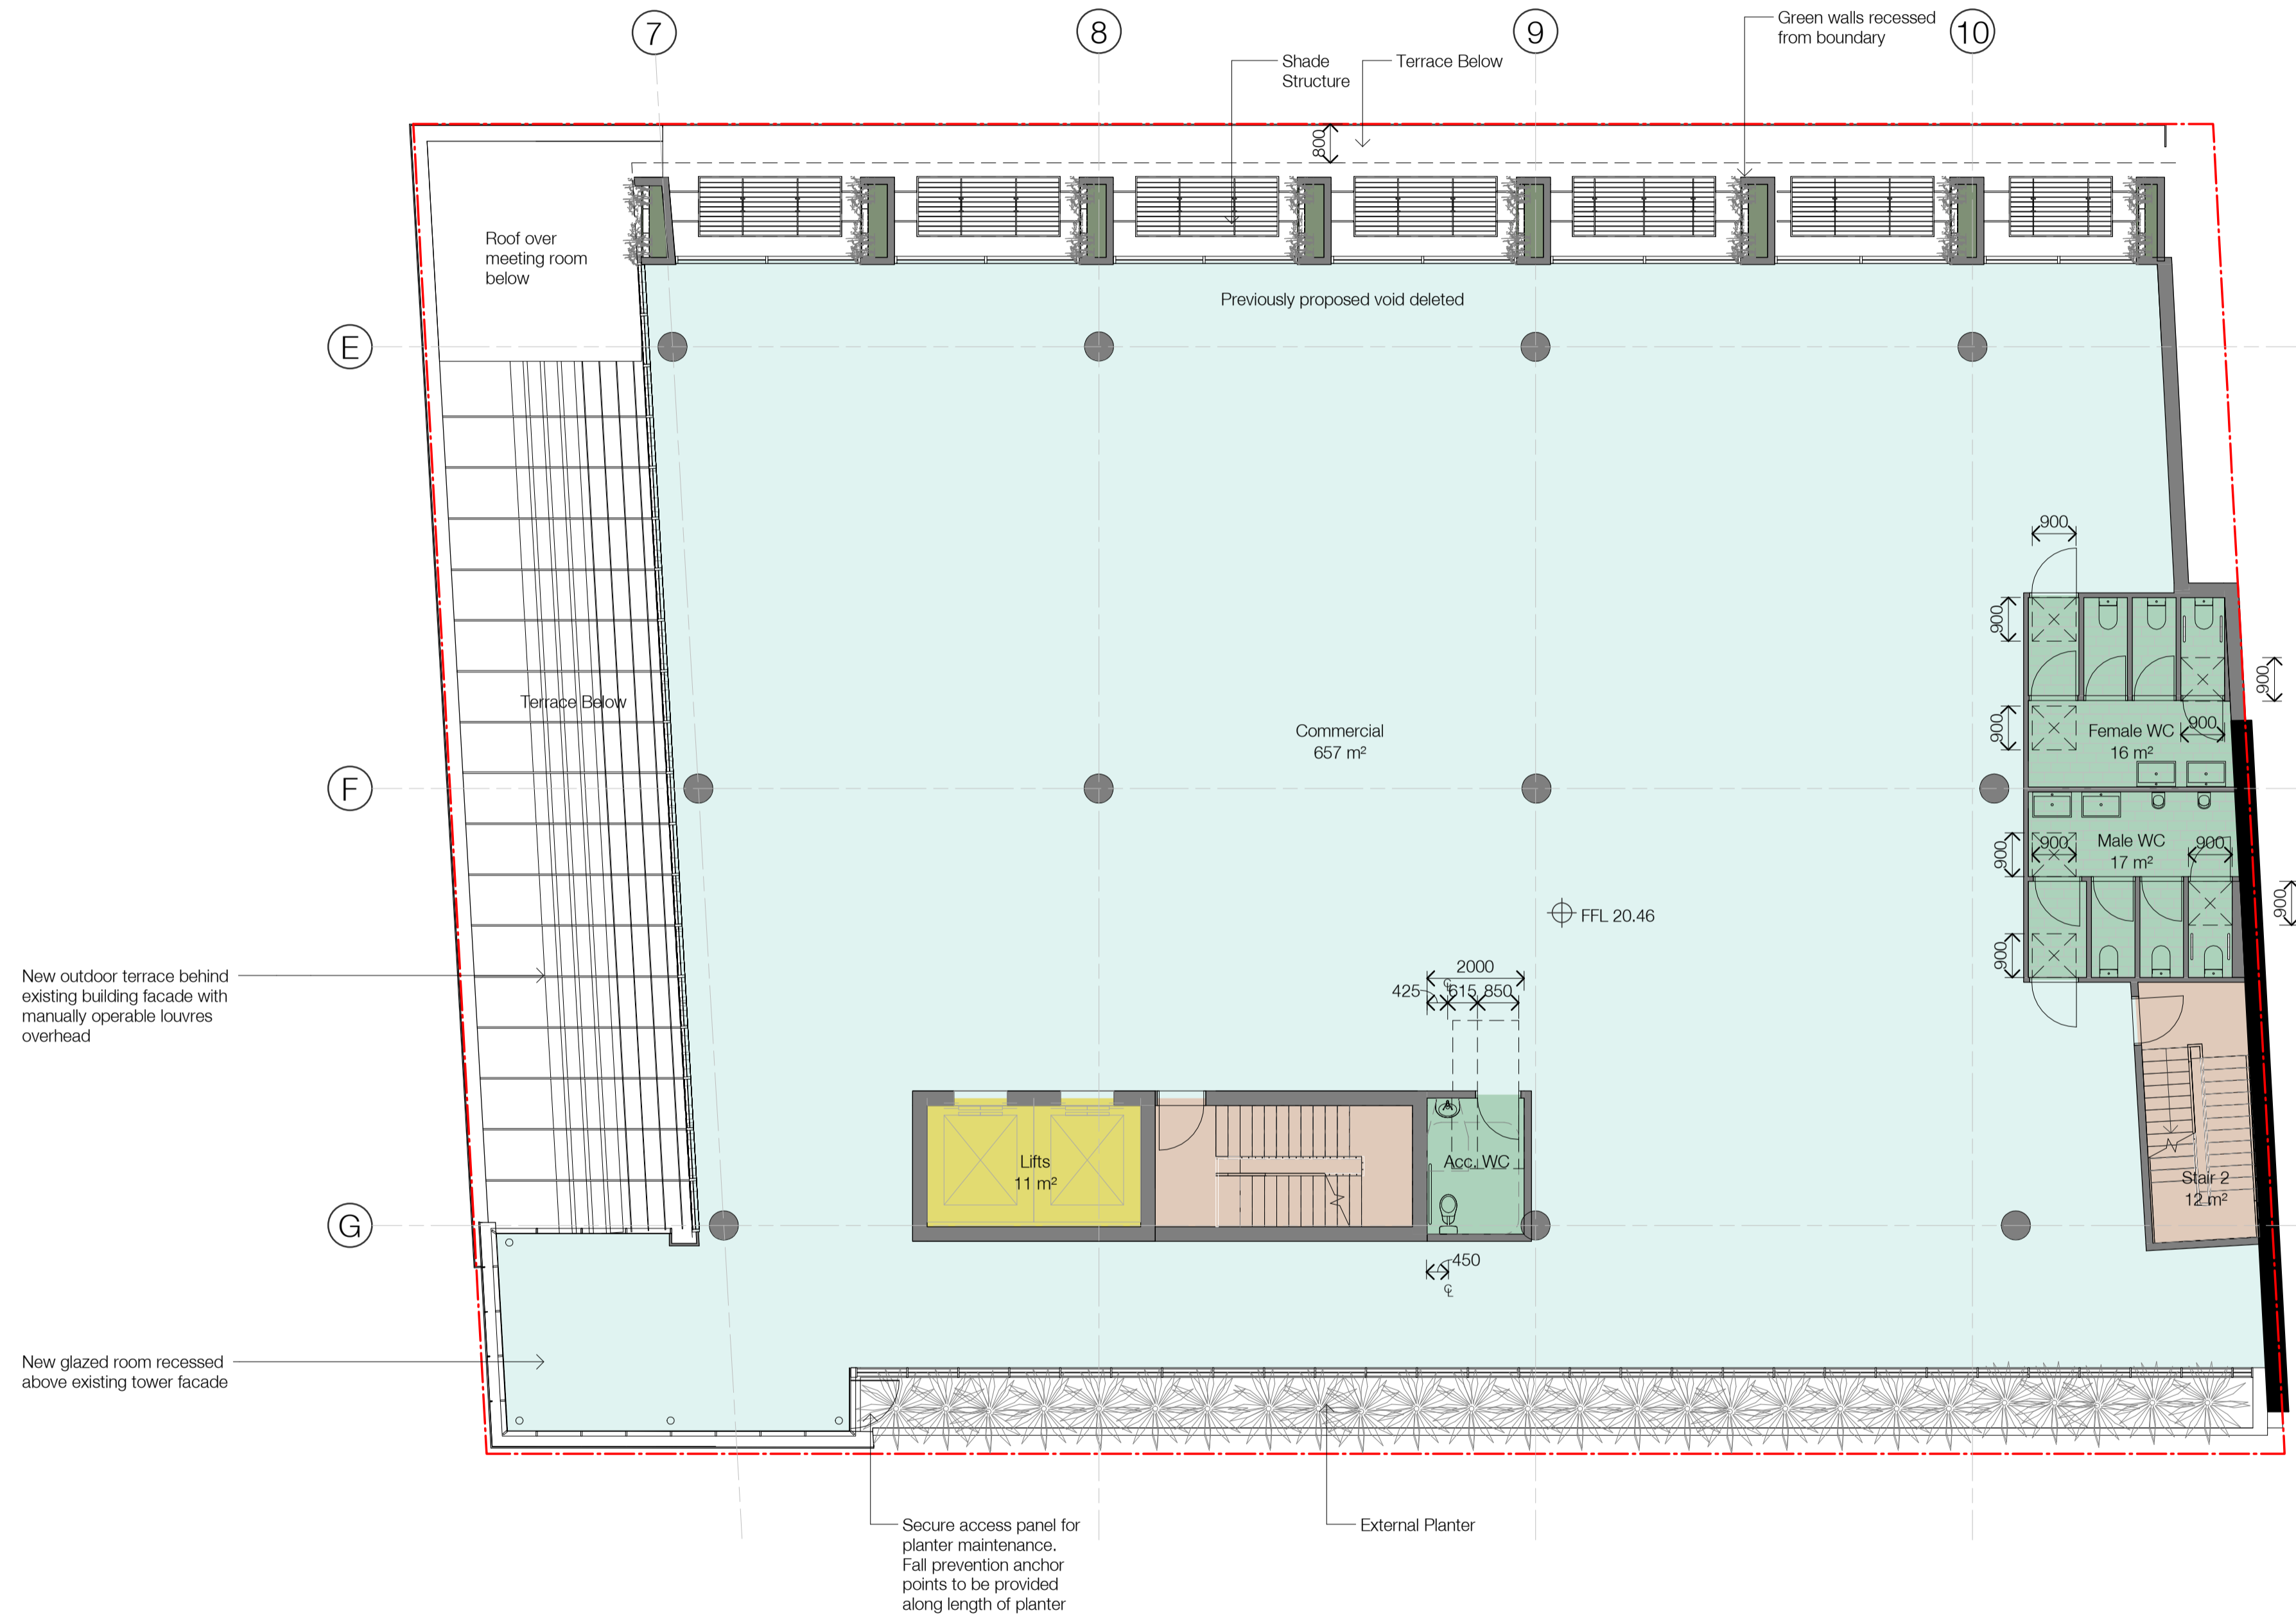 7
8
9
10
Green walls recessed
from boundary
Shade
Structure
Terrace Below
800
Roof over
meeting room
below
Previously proposed void deleted
E
900
900
900
Terrace Below
Commercial
657 m²
900
Female WC
16 m²
900
F
Male WC
17 m²
900
900
900
900
FFL 20.46
900
2000
425
℄
615
850
New outdoor terrace behind
existing building facade with
manually operable louvres
overhead
Lifts
11 m²
Acc. WC
Stair 2
12 m²
G
450
℄
New glazed room recessed
above existing tower facade
Secure access panel for
planter maintenance.
Fall prevention anchor
points to be provided
along length of planter
External Planter